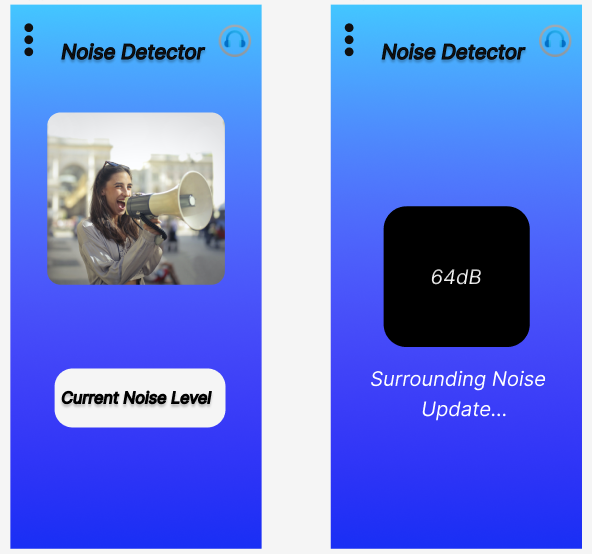 Noise Detector
Current Noise Level
Noise Detector
64dB
Surrounding Noise
Update...